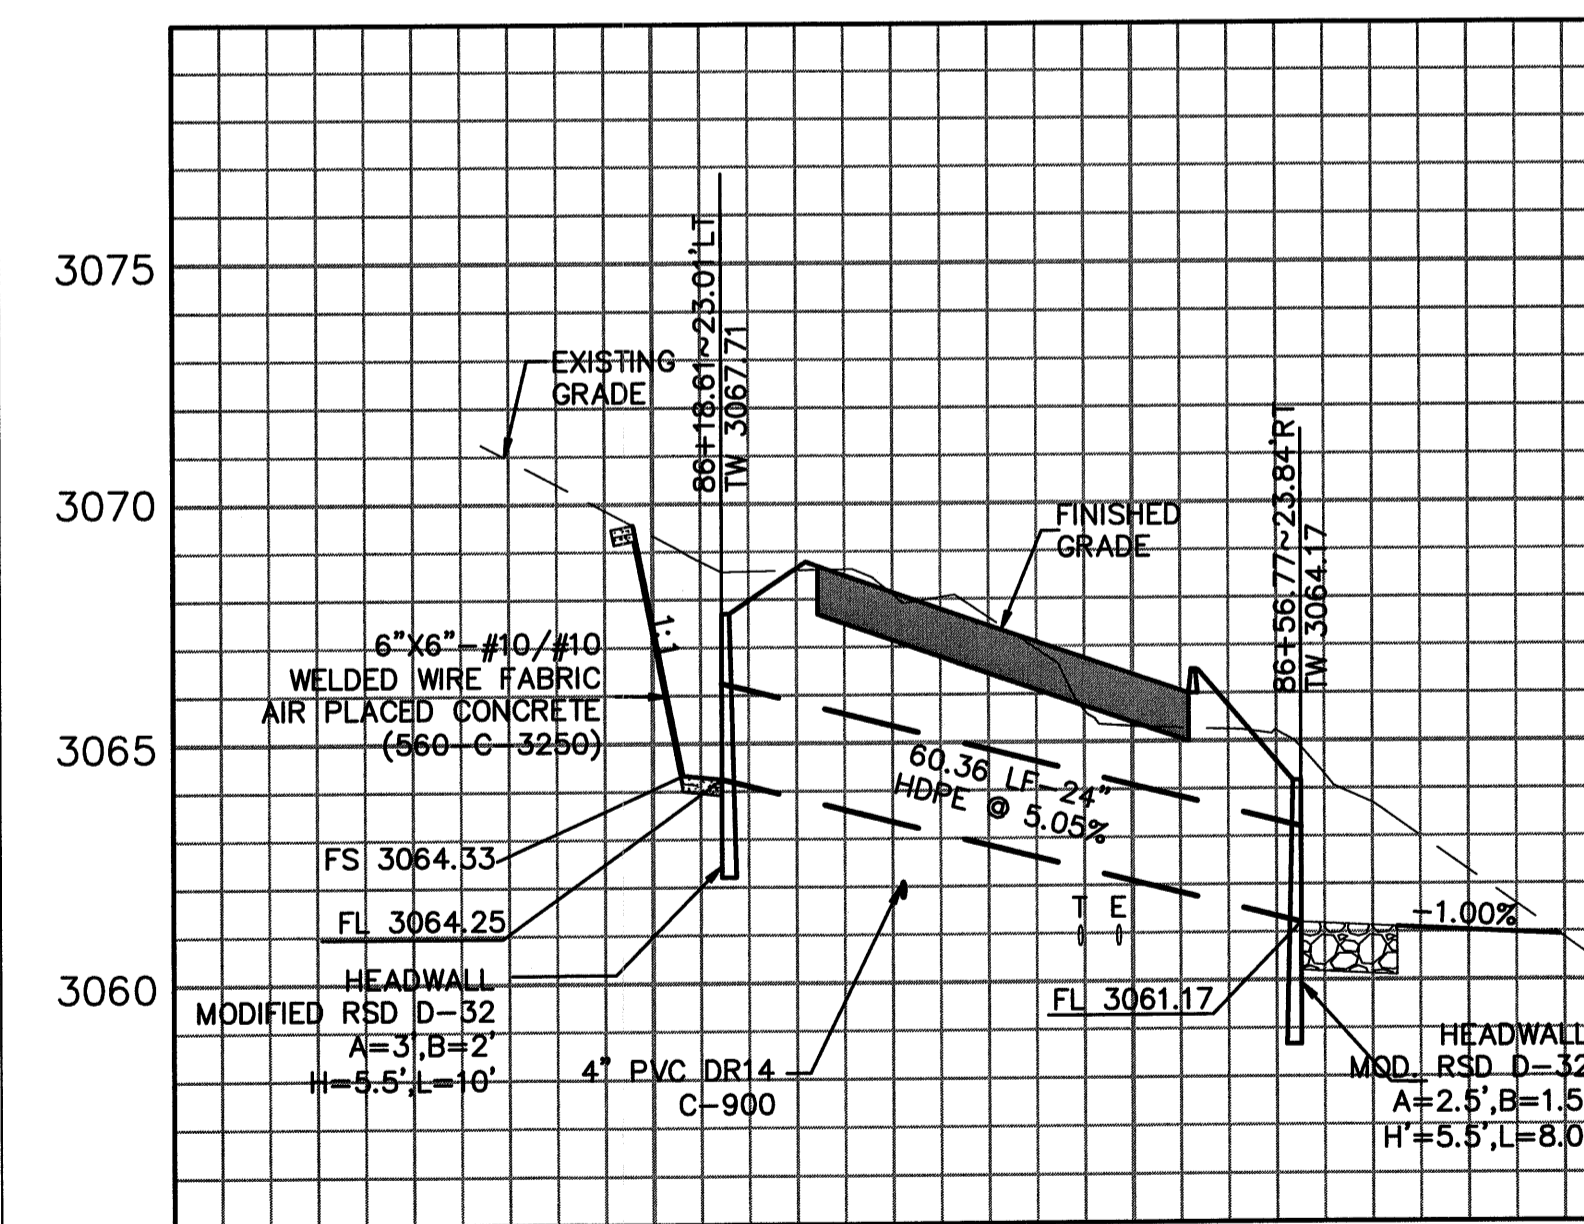 3075
3070
3065
3060
86+18.61~23.01'LT
TW 3067.71
EXISTING
GRADE
FINISHED
GRADE
86+56.77~23.84'RT
TW 3064.17
1:1
6"X6"-#10/#10
WELDED WIRE FABRIC
AIR PLACED CONCRETE
(560-C-3250)
60.36 LF-24"
HDPE @ 5.05%
FS 3064.33
FL 3064.25
T E
-1.00%
HEADWALL
MODIFIED RSD D-32
A=3',B=2'
H=5.5',L=10'
4" PVC DR14
C-900
FL 3061.17
HEADWALL
MOD. RSD D-32
A=2.5',B=1.5
H'=5.5',L=8.0